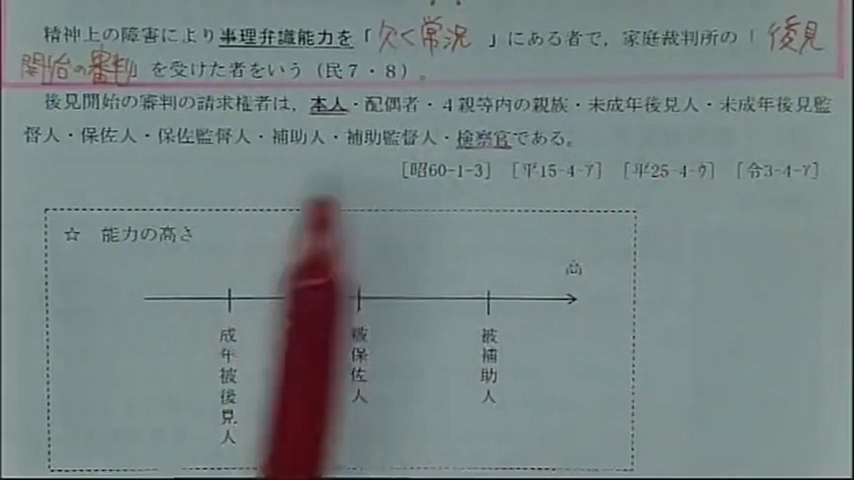 精神上の障害により事理弁識能力を「欠く常況」にある者で，家庭裁判所の「後見
開始の審判」を受けた者をいう（民７・８）。
後見開始の審判の請求権者は，本人・配偶者・４親等内の親族・未成年後見人・未成年後見監
督人・保佐人・保佐監督人・補助人・補助監督人・検察官である。
［昭60-1-3］［平15-4-ｱ］［平25-4-ｳ］［令3-4-ｱ］
☆　能力の高さ
高
成年被後見人
被保佐人
被補助人